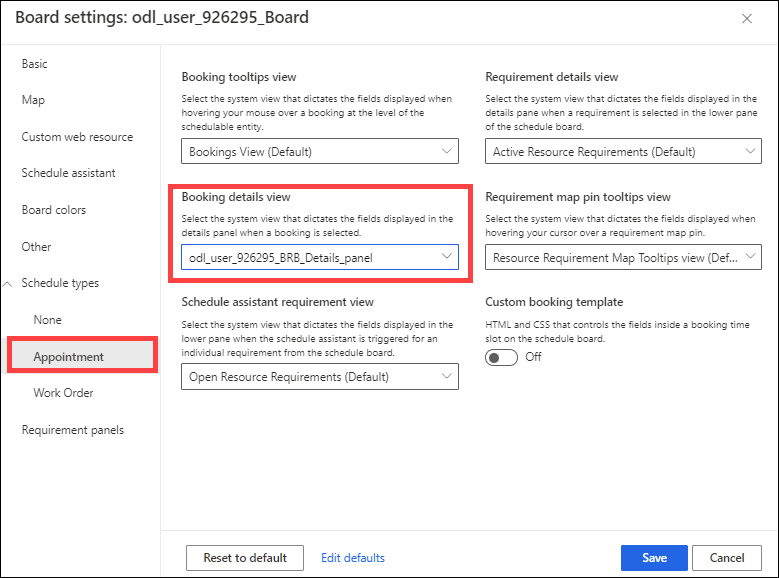 Board settings: odl_user_926295_Board
Basic
Map
Custom web resource
Schedule assistant
Board colors
Other
Schedule types
None
Appointment
Work Order
Requirement panels
Booking tooltips view
Select the system view that dictates the fields displayed when
hovering your mouse over a booking at the level of the
schedulable entity.
Bookings View (Default)
Requirement details view
Select the system view that dictates the fields displayed in the
details pane when a requirement is selected in the lower pane
of the schedule board.
Active Resource Requirements (Default)
Booking details view
Select the system view that dictates the fields displayed in the
details panel when a booking is selected.
odl_user_926295_BRB_Details_panel
Requirement map pin tooltips view
Select the system view that dictates the fields displayed when
hovering your cursor over a requirement map pin.
Resource Requirement Map Tooltips view (Def...
Schedule assistant requirement view
Select the system view that dictates the fields displayed in the
lower pane when the schedule assistant is triggered for an
individual requirement from the schedule board.
Open Resource Requirements (Default)
Custom booking template
HTML and CSS that controls the fields inside a booking time
slot on the schedule board.
Off
Reset to default
Edit defaults
Save
Cancel